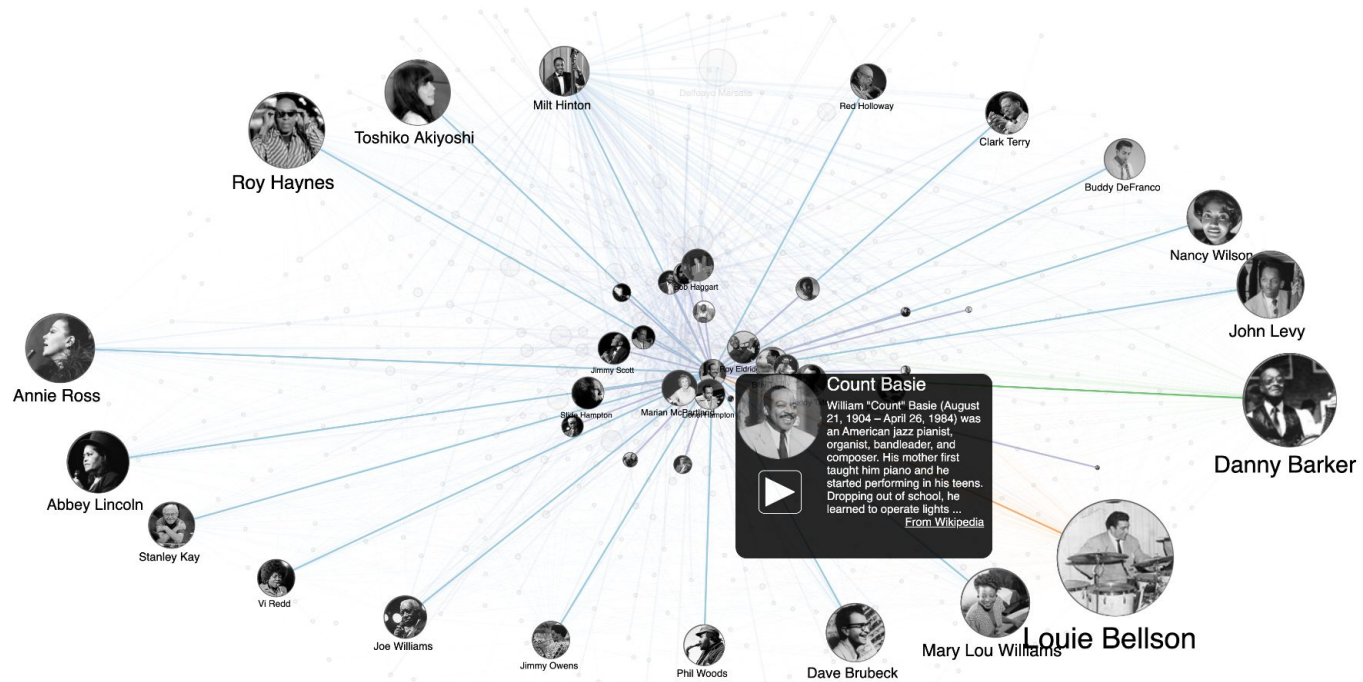 Milt Hinton
Red Holloway
Toshiko Akiyoshi
Clark Terry
Roy Haynes
Buddy DeFranco
Nancy Wilson
Bob Haggart
John Levy
Jimmy Scott
Roy Eldridge
Annie Ross
Slide Hampton
Marian McPartland
Hampton
Danny Barker
Count Basie
William "Count" Basie (August
21, 1904 – April 26, 1984) was
an American jazz pianist,
organist, bandleader, and
composer. His mother first
taught him piano and he
started performing in his teens.
Dropping out of school, he
learned to operate lights ...
From Wikipedia
Abbey Lincoln
Stanley Kay
Vi Redd
Joe Williams
Jimmy Owens
Phil Woods
Dave Brubeck
Mary Lou Williams
Louie Bellson